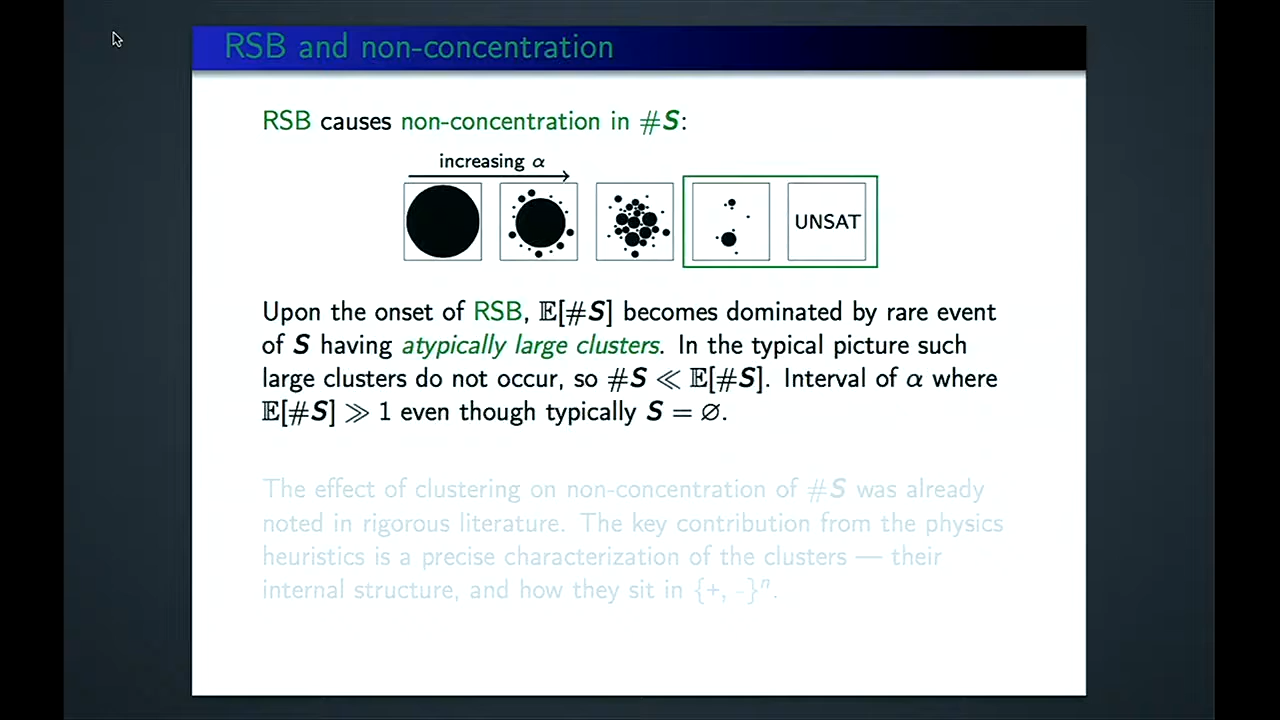 RSB and non-concentration
RSB causes non-concentration in #S:
increasing α
UNSAT
Upon the onset of RSB, 𝔼[#S] becomes dominated by rare event
of S having atypically large clusters. In the typical picture such
large clusters do not occur, so #S ≪ 𝔼[#S]. Interval of α where
𝔼[#S] ≫ 1 even though typically S = ∅.
The effect of clustering on non-concentration of #S was already
noted in rigorous literature. The key contribution from the physics
heuristics is a precise characterization of the clusters — their
internal structure, and how they sit in {+, -}ⁿ.